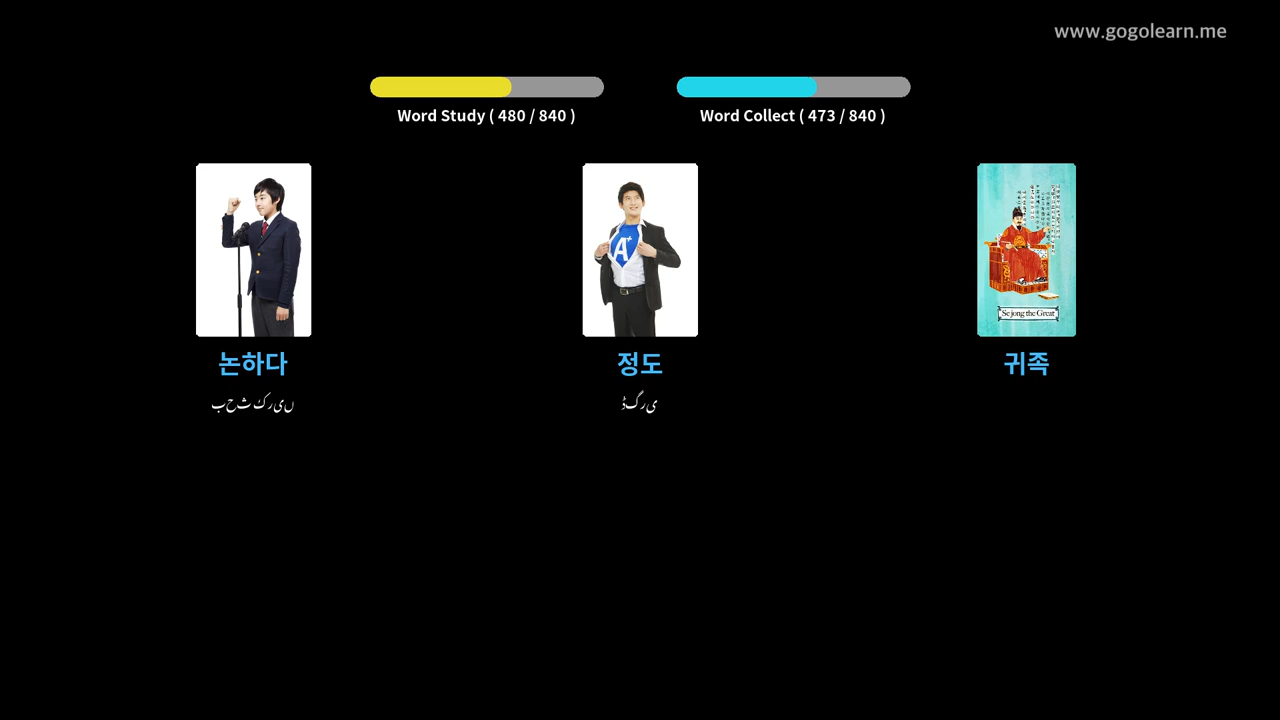 www.gogolearn.me
Word Study ( 480 / 840 )
Word Collect ( 473 / 840 )
A+
Se jong the Great
논하다
정도
귀족
بحث کریں
ڈگری